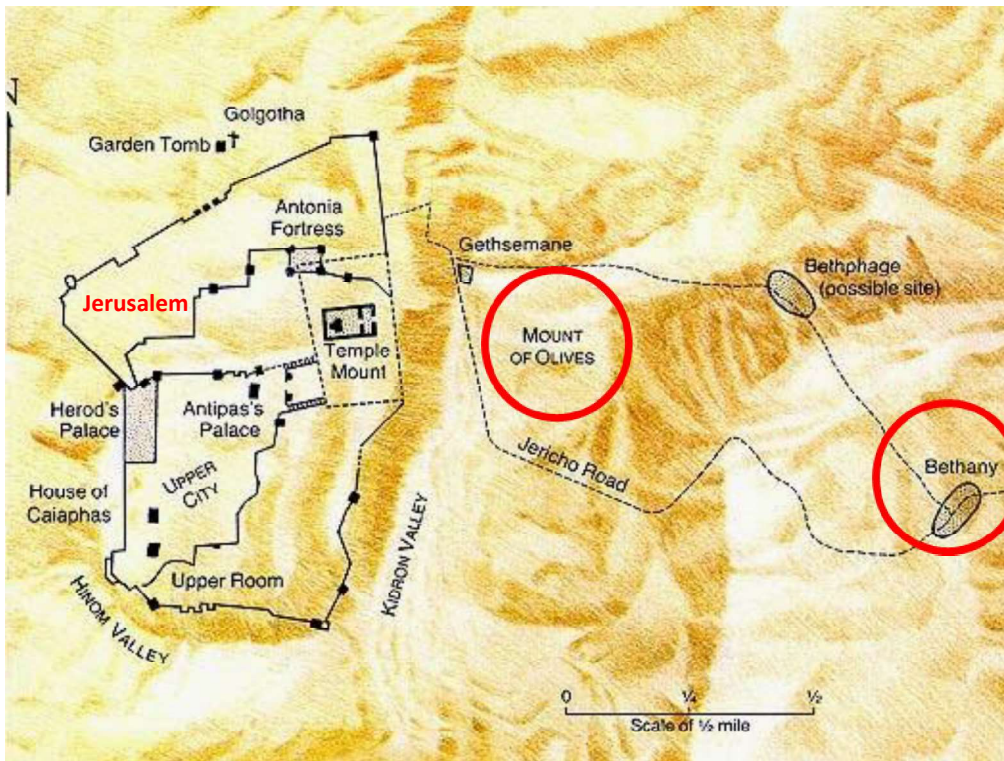 N
Golgotha
Garden Tomb
Antonia
Fortress
Gethsemane
Bethphage
(possible site)
Jerusalem
MOUNT
OF OLIVES
Temple
Mount
Herod's
Palace
Antipas's
Palace
Jericho Road
Bethany
UPPER
CITY
House of
Caiaphas
KIDRON VALLEY
Upper Room
HINOM VALLEY
0
¼
½
Scale of ½ mile